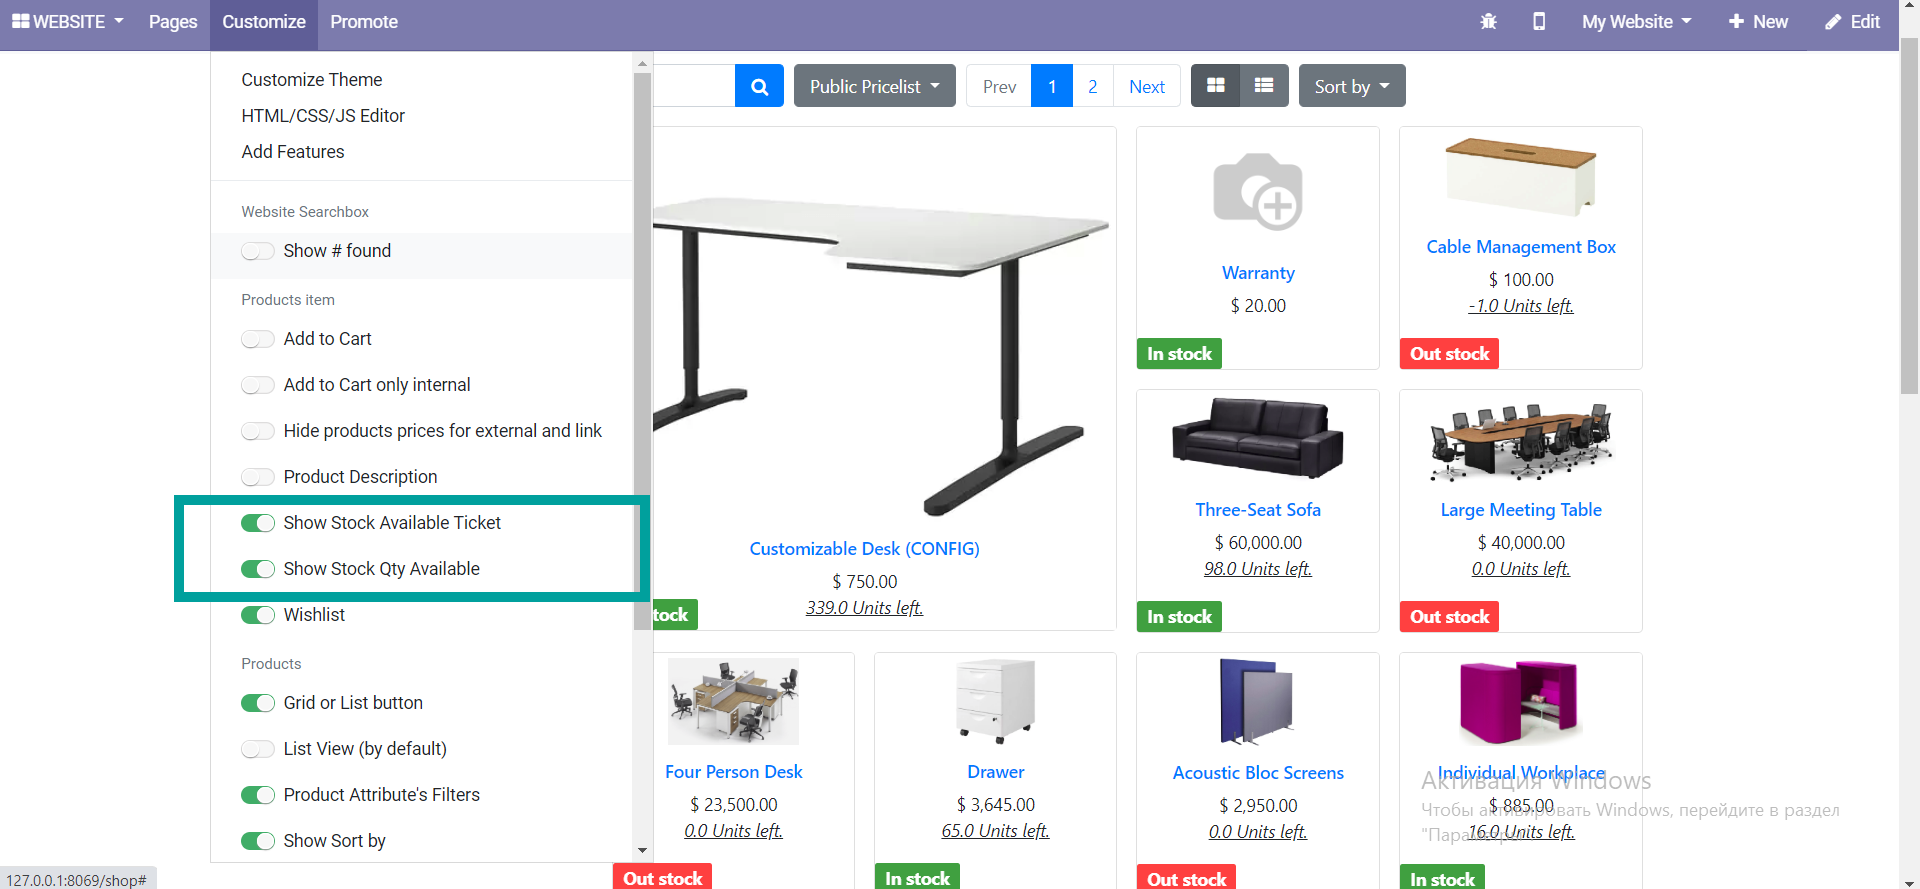 WEBSITE Pages Customize Promote My Website New Edit
Customize Theme
HTML/CSS/JS Editor
Add Features
Website Searchbox
Show # found
Products item
Add to Cart
Add to Cart only internal
Hide products prices for external and link
Product Description
Show Stock Available Ticket
Show Stock Qty Available
Wishlist
Products
Grid or List button
List View (by default)
Product Attribute's Filters
Show Sort by
Public Pricelist Prev 1 2 Next Sort by
Customizable Desk (CONFIG)
$ 750.00
339.0 Units left.
tock
Warranty
$ 20.00
In stock
Cable Management Box
$ 100.00
-1.0 Units left.
Out stock
Three-Seat Sofa
$ 60,000.00
98.0 Units left.
In stock
Large Meeting Table
$ 40,000.00
0.0 Units left.
Out stock
Four Person Desk
$ 23,500.00
0.0 Units left.
Out stock
Drawer
$ 3,645.00
65.0 Units left.
In stock
Acoustic Bloc Screens
$ 2,950.00
0.0 Units left.
Out stock
Individual Workplace
$ 885.00
16.0 Units left.
In stock
Активация Windows
Чтобы активировать Windows, перейдите в раздел
"Параметры".
127.0.0.1:8069/shop#